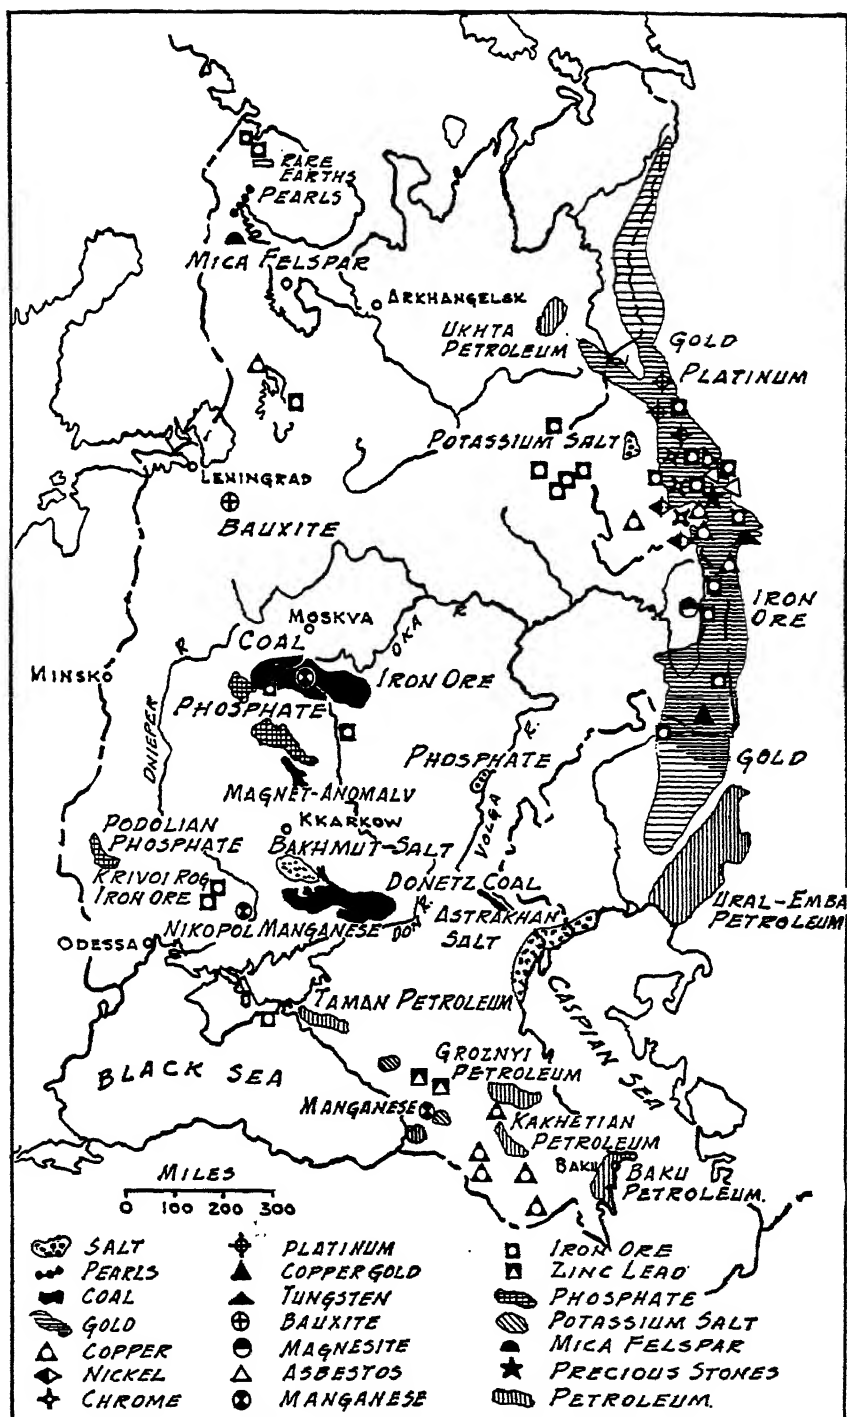 RARE
EARTHS
PEARLS
MICA FELSPAR
ARKHANGELSK
UKHTA
PETROLEUM
GOLD
PLATINUM
POTASSIUM SALT
LENINGRAD
BAUXITE
IRON
ORE
MOSKVA
OKA R.
COAL
R.
MINSK
IRON ORE
PHOSPHATE
DNIEPER
PHOSPHATE
R.
VOLGA
GOLD
MAGNET-ANOMALY
KKARKOW
PODOLIAN
PHOSPHATE
BAKHMUT-SALT
KRIVOI ROG
IRON ORE
DONETZ COAL
URAL-EMBA
PETROLEUM
ASTRAKHAN
SALT
NIKOPOL MANGANESE
DON R.
ODESSA
TAMAN PETROLEUM
CASPIAN SEA
BLACK SEA
GROZNYI
PETROLEUM
MANGANESE
KAKHETIAN
PETROLEUM
BAKU
BAKU
PETROLEUM.
MILES
0 100 200 300
SALT
PEARLS
COAL
GOLD
COPPER
NICKEL
CHROME
PLATINUM
COPPER GOLD
TUNGSTEN
BAUXITE
MAGNESITE
ASBESTOS
MANGANESE
IRON ORE
ZINC LEAD
PHOSPHATE
POTASSIUM SALT
MICA FELSPAR
PRECIOUS STONES
PETROLEUM.